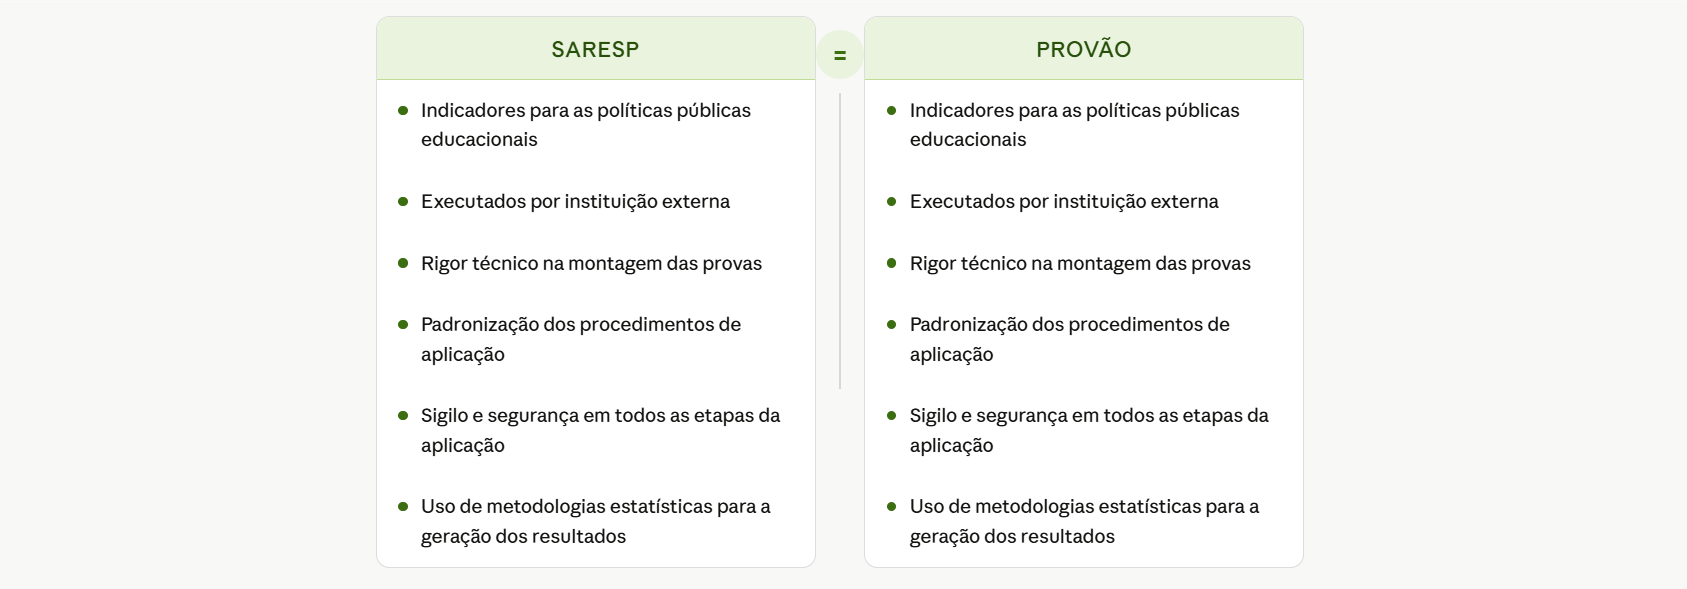 SARESP
Indicadores para as políticas públicas
educacionais
Executados por instituição externa
Rigor técnico na montagem das provas
Padronização dos procedimentos de
aplicação
Sigilo e segurança em todos as etapas da
aplicação
Uso de metodologias estatísticas para a
geração dos resultados
=
PROVÃO
Indicadores para as políticas públicas
educacionais
Executados por instituição externa
Rigor técnico na montagem das provas
Padronização dos procedimentos de
aplicação
Sigilo e segurança em todos as etapas da
aplicação
Uso de metodologias estatísticas para a
geração dos resultados